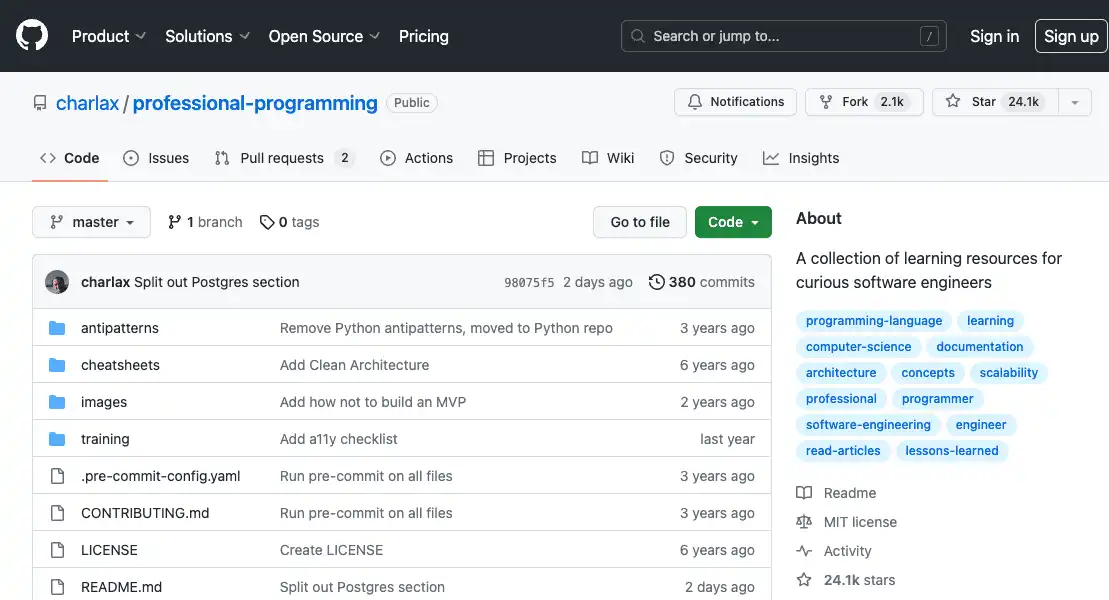 Product Solutions Open Source Pricing Search or jump to... / Sign in Sign up
charlax / professional-programming Public Notifications Fork 2.1k Star 24.1k
Code Issues Pull requests 2 Actions Projects Wiki Security Insights
master 1 branch 0 tags Go to file Code
charlax Split out Postgres section 98075f5 2 days ago 380 commits
antipatterns Remove Python antipatterns, moved to Python repo 3 years ago
cheatsheets Add Clean Architecture 6 years ago
images Add how not to build an MVP 2 years ago
training Add a11y checklist last year
.pre-commit-config.yaml Run pre-commit on all files 3 years ago
CONTRIBUTING.md Run pre-commit on all files 3 years ago
LICENSE Create LICENSE 6 years ago
README.md Split out Postgres section 2 days ago
About
A collection of learning resources for
curious software engineers
programming-language learning
computer-science documentation
architecture concepts scalability
professional programmer
software-engineering engineer
read-articles lessons-learned
Readme
MIT license
Activity
24.1k stars